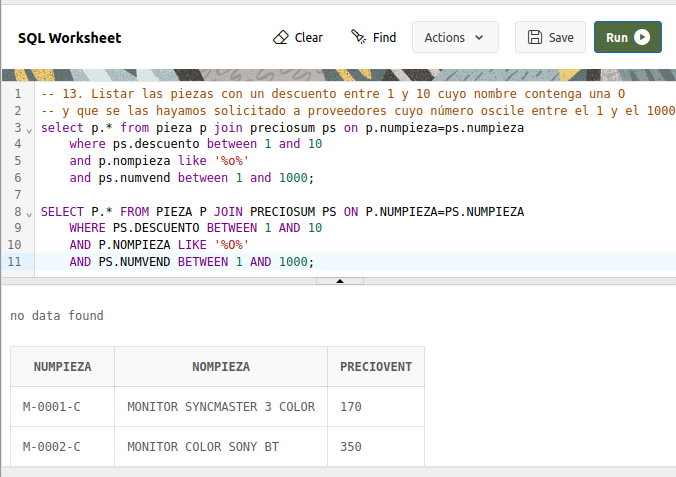 SQL Worksheet
Clear Find Actions Save Run
1 -- 13. Listar las piezas con un descuento entre 1 y 10 cuyo nombre contenga una O
2 -- y que se las hayamos solicitado a proveedores cuyo número oscile entre el 1 y el 1000
3 select p.* from pieza p join preciosum ps on p.numpieza=ps.numpieza
4 where ps.descuento between 1 and 10
5 and p.nompieza like '%o%'
6 and ps.numvend between 1 and 1000;
7
8 SELECT P.* FROM PIEZA P JOIN PRECIOSUM PS ON P.NUMPIEZA=PS.NUMPIEZA
9 WHERE PS.DESCUENTO BETWEEN 1 AND 10
10 AND P.NOMPIEZA LIKE '%O%'
11 AND PS.NUMVEND BETWEEN 1 AND 1000;
no data found
NUMPIEZA NOMPIEZA PRECIOVENT
M-0001-C MONITOR SYNCMASTER 3 COLOR 170
M-0002-C MONITOR COLOR SONY BT 350